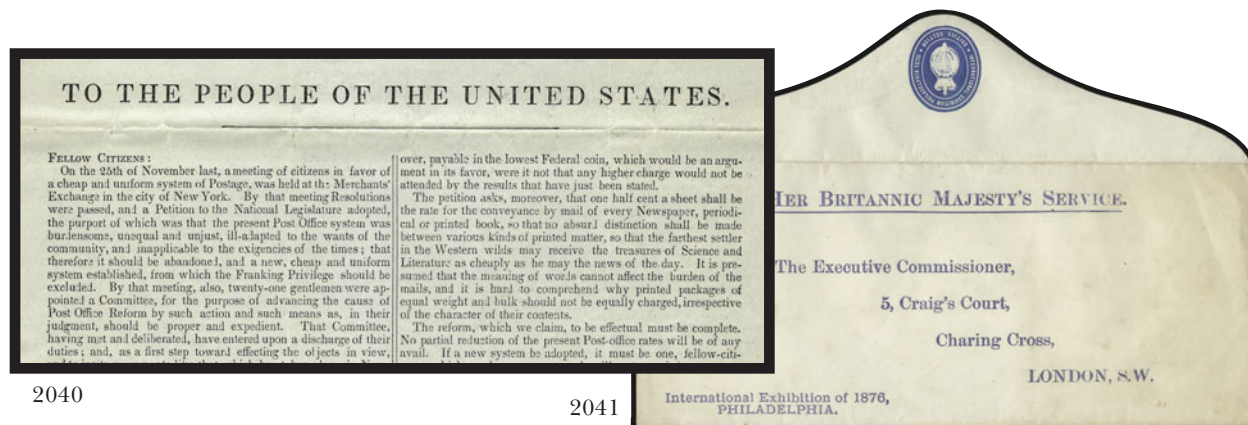 TO THE PEOPLE OF THE UNITED STATES.
FELLOW CITIZENS :
On the 25th of November last, a meeting of citizens in favor of
a cheap and uniform system of Postage, was held at the Merchants'
Exchange in the city of New York. By that meeting Resolutions
were passed, and a Petition to the National Legislature adopted,
the purport of which was that the present Post Office system was
burdensome, unequal and unjust, ill-adapted to the wants of the
community, and inapplicable to the exigencies of the times ; that
therefore it should be abandoned, and a new, cheap and uniform
system established, from which the Franking Privilege should be
excluded. By that meeting, also, twenty-one gentlemen were ap-
pointed a Committee, for the purpose of advancing the cause of
Post Office Reform by such action and such means as, in their
judgment, should be proper and expedient. That Committee,
having met and deliberated, have entered upon a discharge of their
duties ; and, as a first step toward effecting the objects in view,
over, payable in the lowest Federal coin, which would be an argu-
ment in its favor, were it not that any higher charge would not be
attended by the results that have just been stated.
The petition asks, moreover, that one half cent a sheet shall be
the rate for the conveyance by mail of every Newspaper, periodi-
cal or printed book, so that no absurd distinction shall be made
between various kinds of printed matter, so that the farthest settler
in the Western wilds may receive the treasures of Science and
Literature as cheaply as he may the news of the day. It is pre-
sumed that the meaning of words cannot affect the burden of the
mails, and it is hard to comprehend why printed packages of
equal weight and bulk should not be equally charged, irrespective
of the character of their contents.
The reform, which we claim, to be effectual must be complete.
No partial reduction of the present Post-office rates will be of any
avail. If a new system be adopted, it must be one, fellow-citi-
2040
HER BRITANNIC MAJESTY'S SERVICE.
The Executive Commissioner,
5, Craig's Court,
Charing Cross,
LONDON, S.W.
International Exhibition of 1876,
PHILADELPHIA.
2041